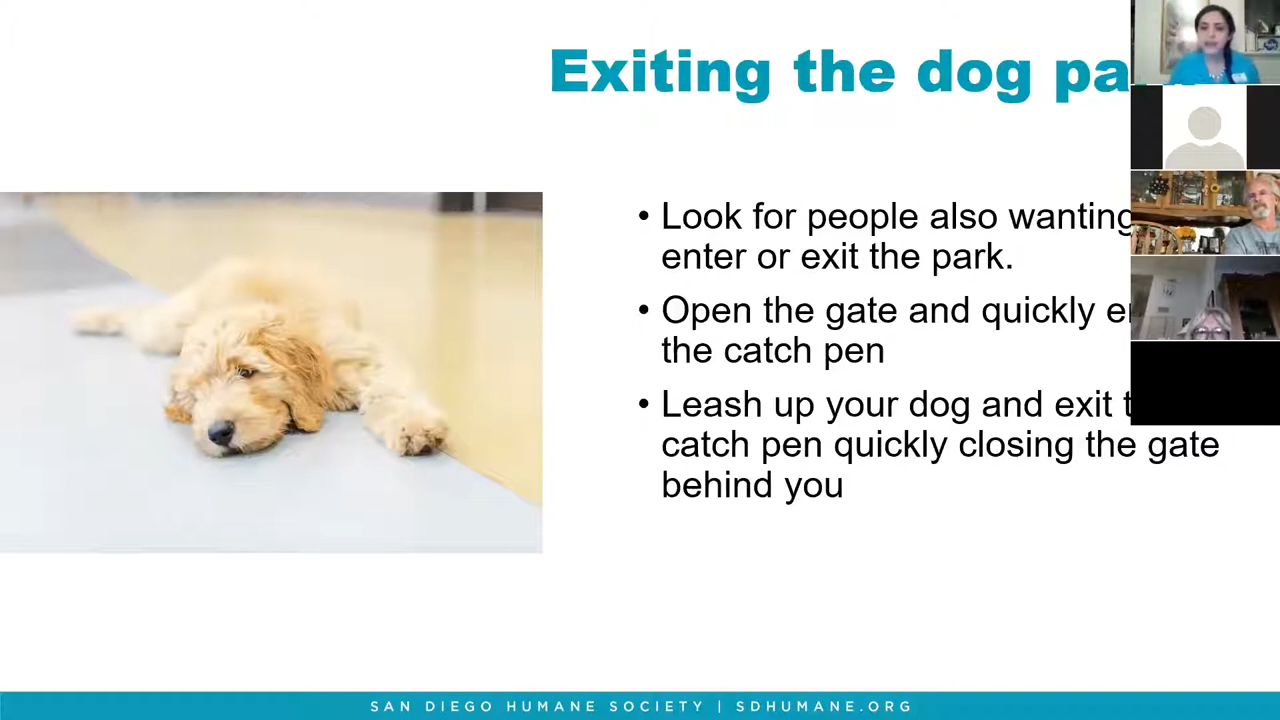 Exiting the dog
• Look for people also wanting
enter or exit the park.
• Open the gate and quickly
the catch pen
• Leash up your dog and exit
catch pen quickly closing the gate
behind you
SAN DIEGO HUMANE SOCIETY | SDHUMANE.ORG